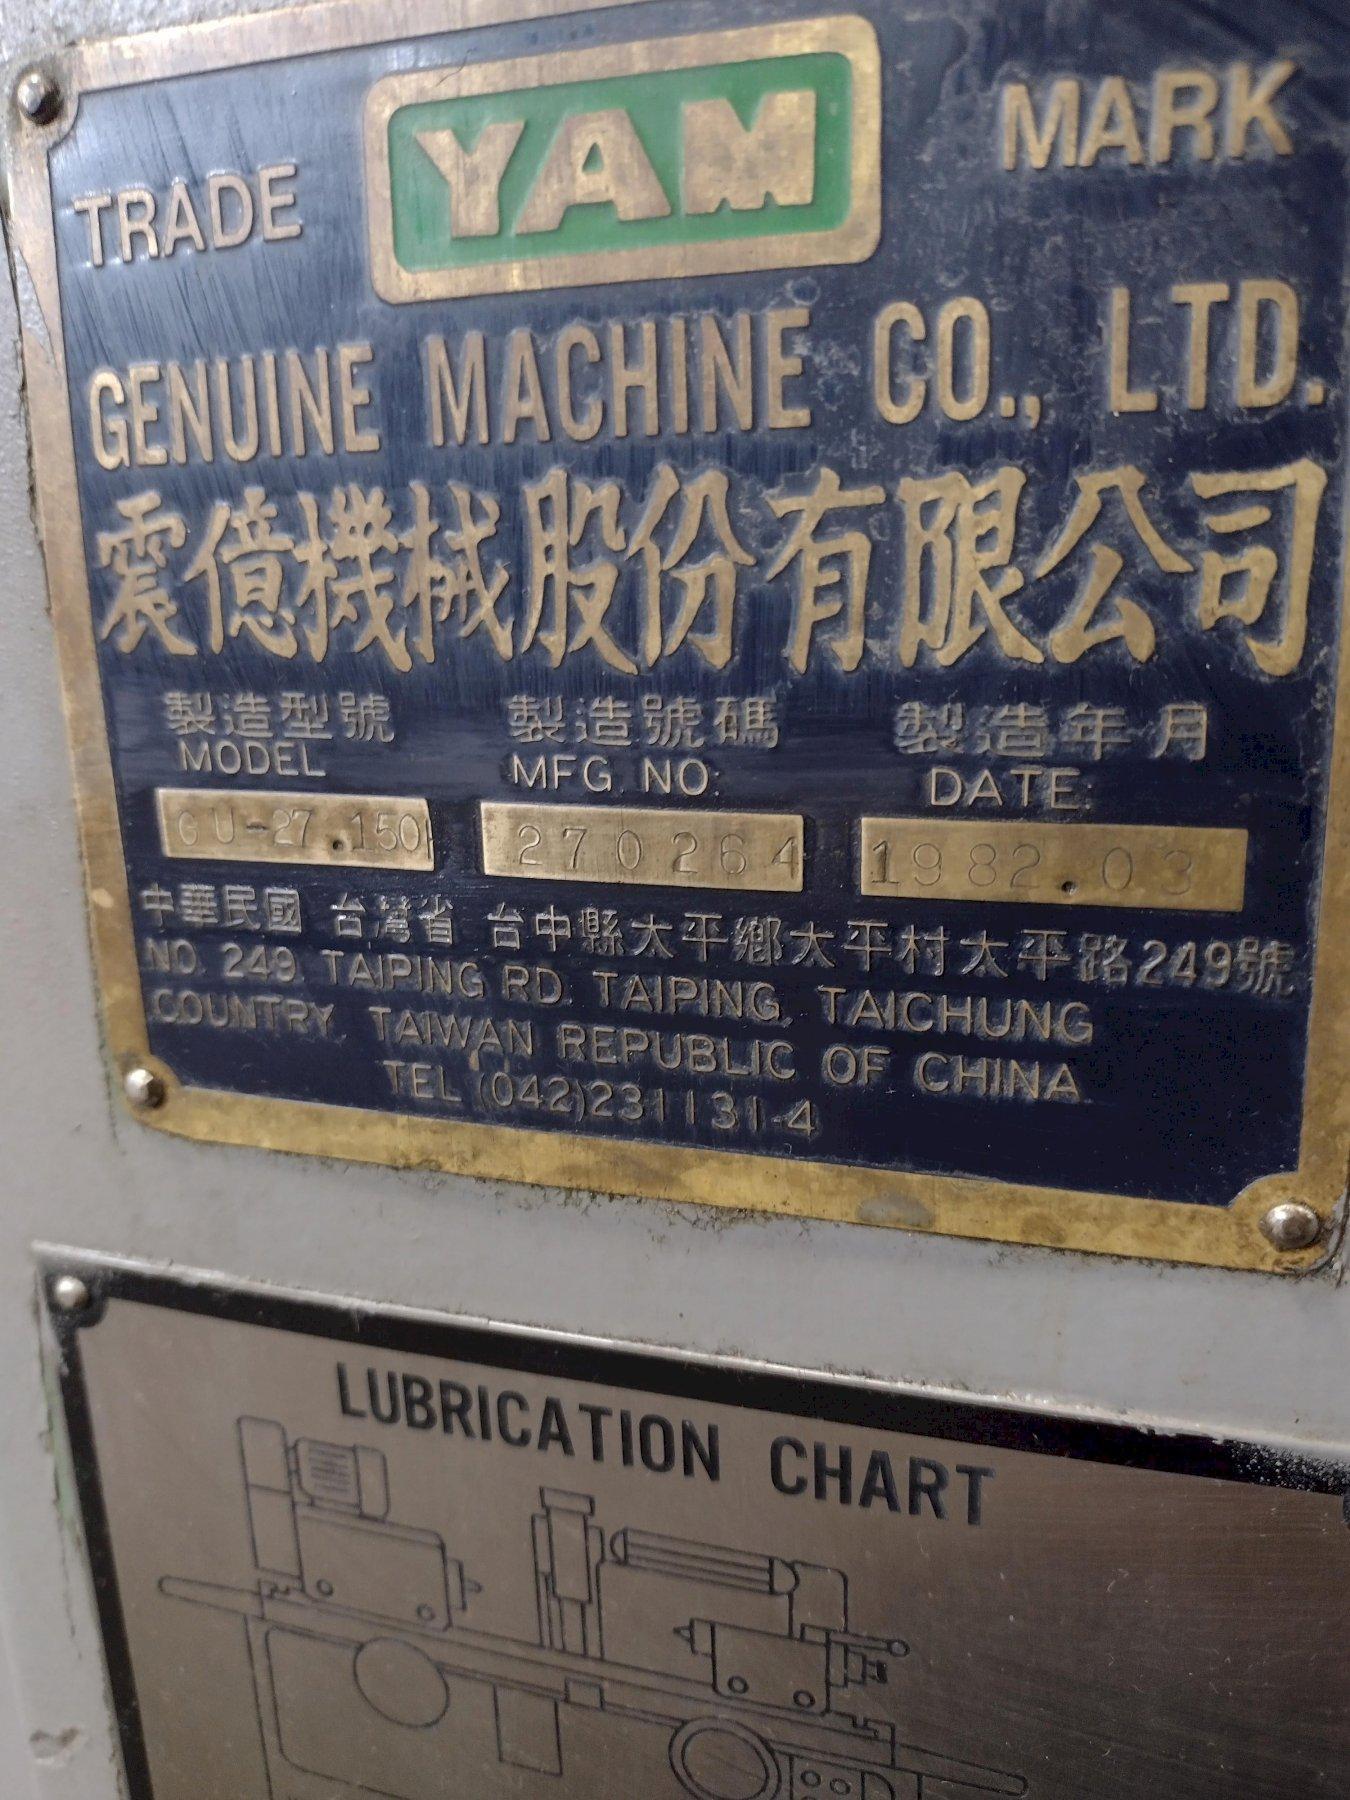 TRADE YAM MARK
GENUINE MACHINE CO., LTD.
震億機械股份有限公司
製造型號 製造號碼 製造年月
MODEL MFG. NO: DATE:
GU-27.150 270264 1982.03
中華民國 台灣省 台中縣太平鄉太平村太平路249號
NO. 249. TAIPING RD. TAIPING. TAICHUNG
COUNTRY. TAIWAN REPUBLIC OF CHINA
TEL (042)231131-4
LUBRICATION CHART